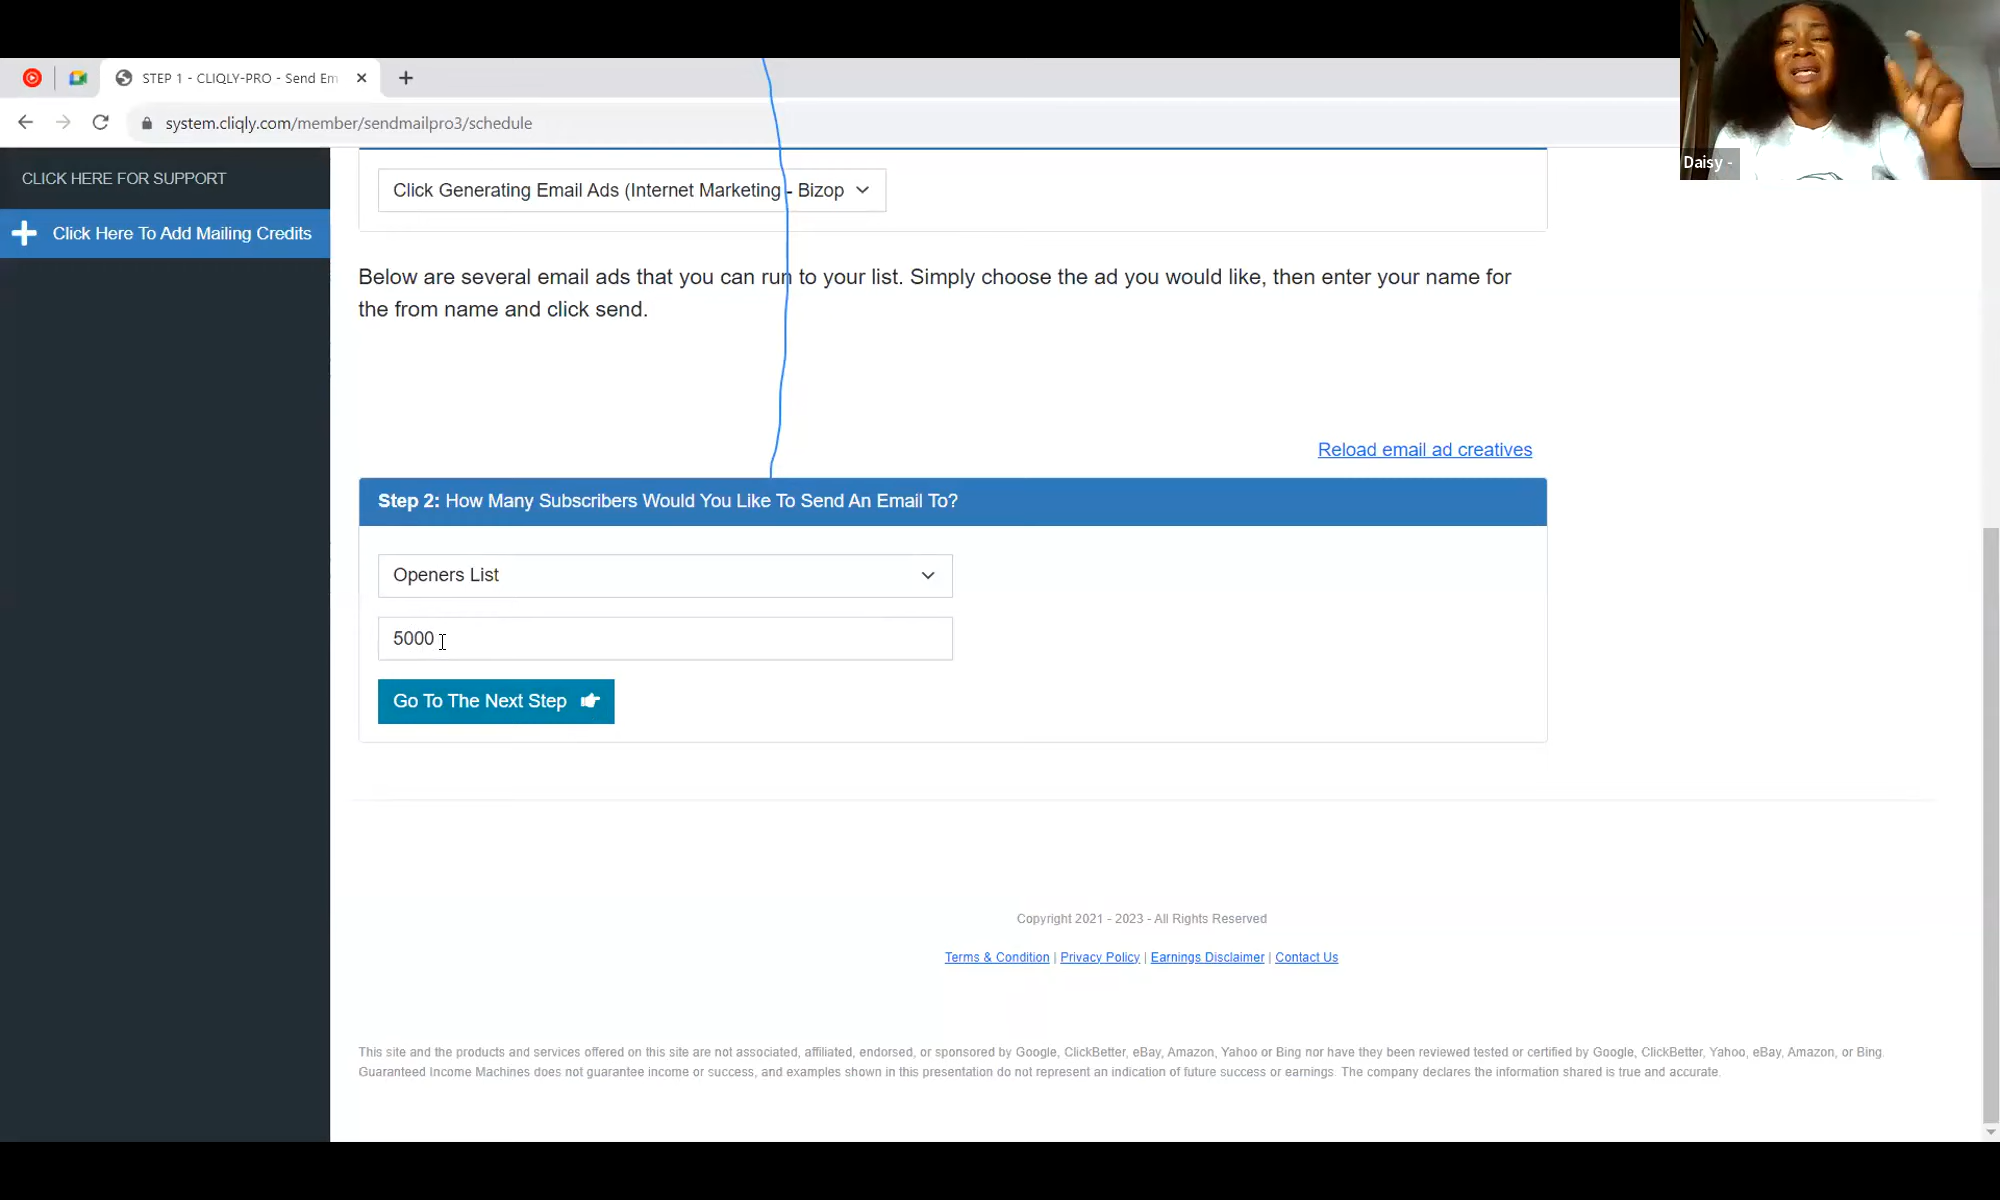 STEP 1 - CLIQLY-PRO - Send Em
system.cliqly.com/member/sendmailpro3/schedule
Daisy -
CLICK HERE FOR SUPPORT
Click Here To Add Mailing Credits
Click Generating Email Ads (Internet Marketing - Bizop
Below are several email ads that you can run to your list. Simply choose the ad you would like, then enter your name for
the from name and click send.
Reload email ad creatives
Step 2: How Many Subscribers Would You Like To Send An Email To?
Openers List
5000
Go To The Next Step
Copyright 2021 - 2023 - All Rights Reserved
Terms & Condition | Privacy Policy | Earnings Disclaimer | Contact Us
This site and the products and services offered on this site are not associated, affiliated, endorsed, or sponsored by Google, ClickBetter, eBay, Amazon, Yahoo or Bing nor have they been reviewed tested or certified by Google, ClickBetter, Yahoo, eBay, Amazon, or Bing.
Guaranteed Income Machines does not guarantee income or success, and examples shown in this presentation do not represent an indication of future success or earnings. The company declares the information shared is true and accurate.